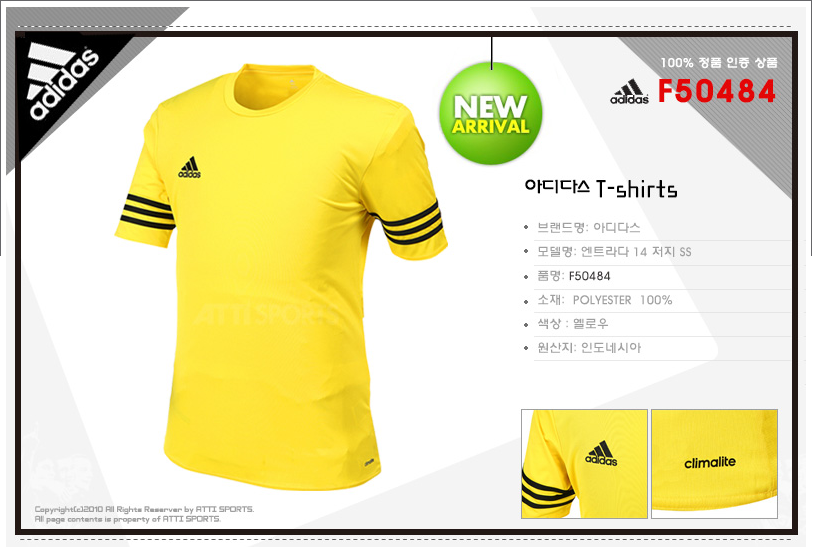 adidas
100% 정품 인증 상품
adidas F50484
NEW
ARRIVAL
adidas
아디다스 T-shirts
브랜드명: 아디다스
모델명: 엔트라다 14 저지 SS
품명: F50484
소재: POLYESTER 100%
색상 : 옐로우
원산지: 인도네시아
ATTI SPORTS
adidas
climalite
climalite
Copyright(c)2010 All Rights Reserver by ATTI SPORTS.
All page contents is property of ATTI SPORTS.